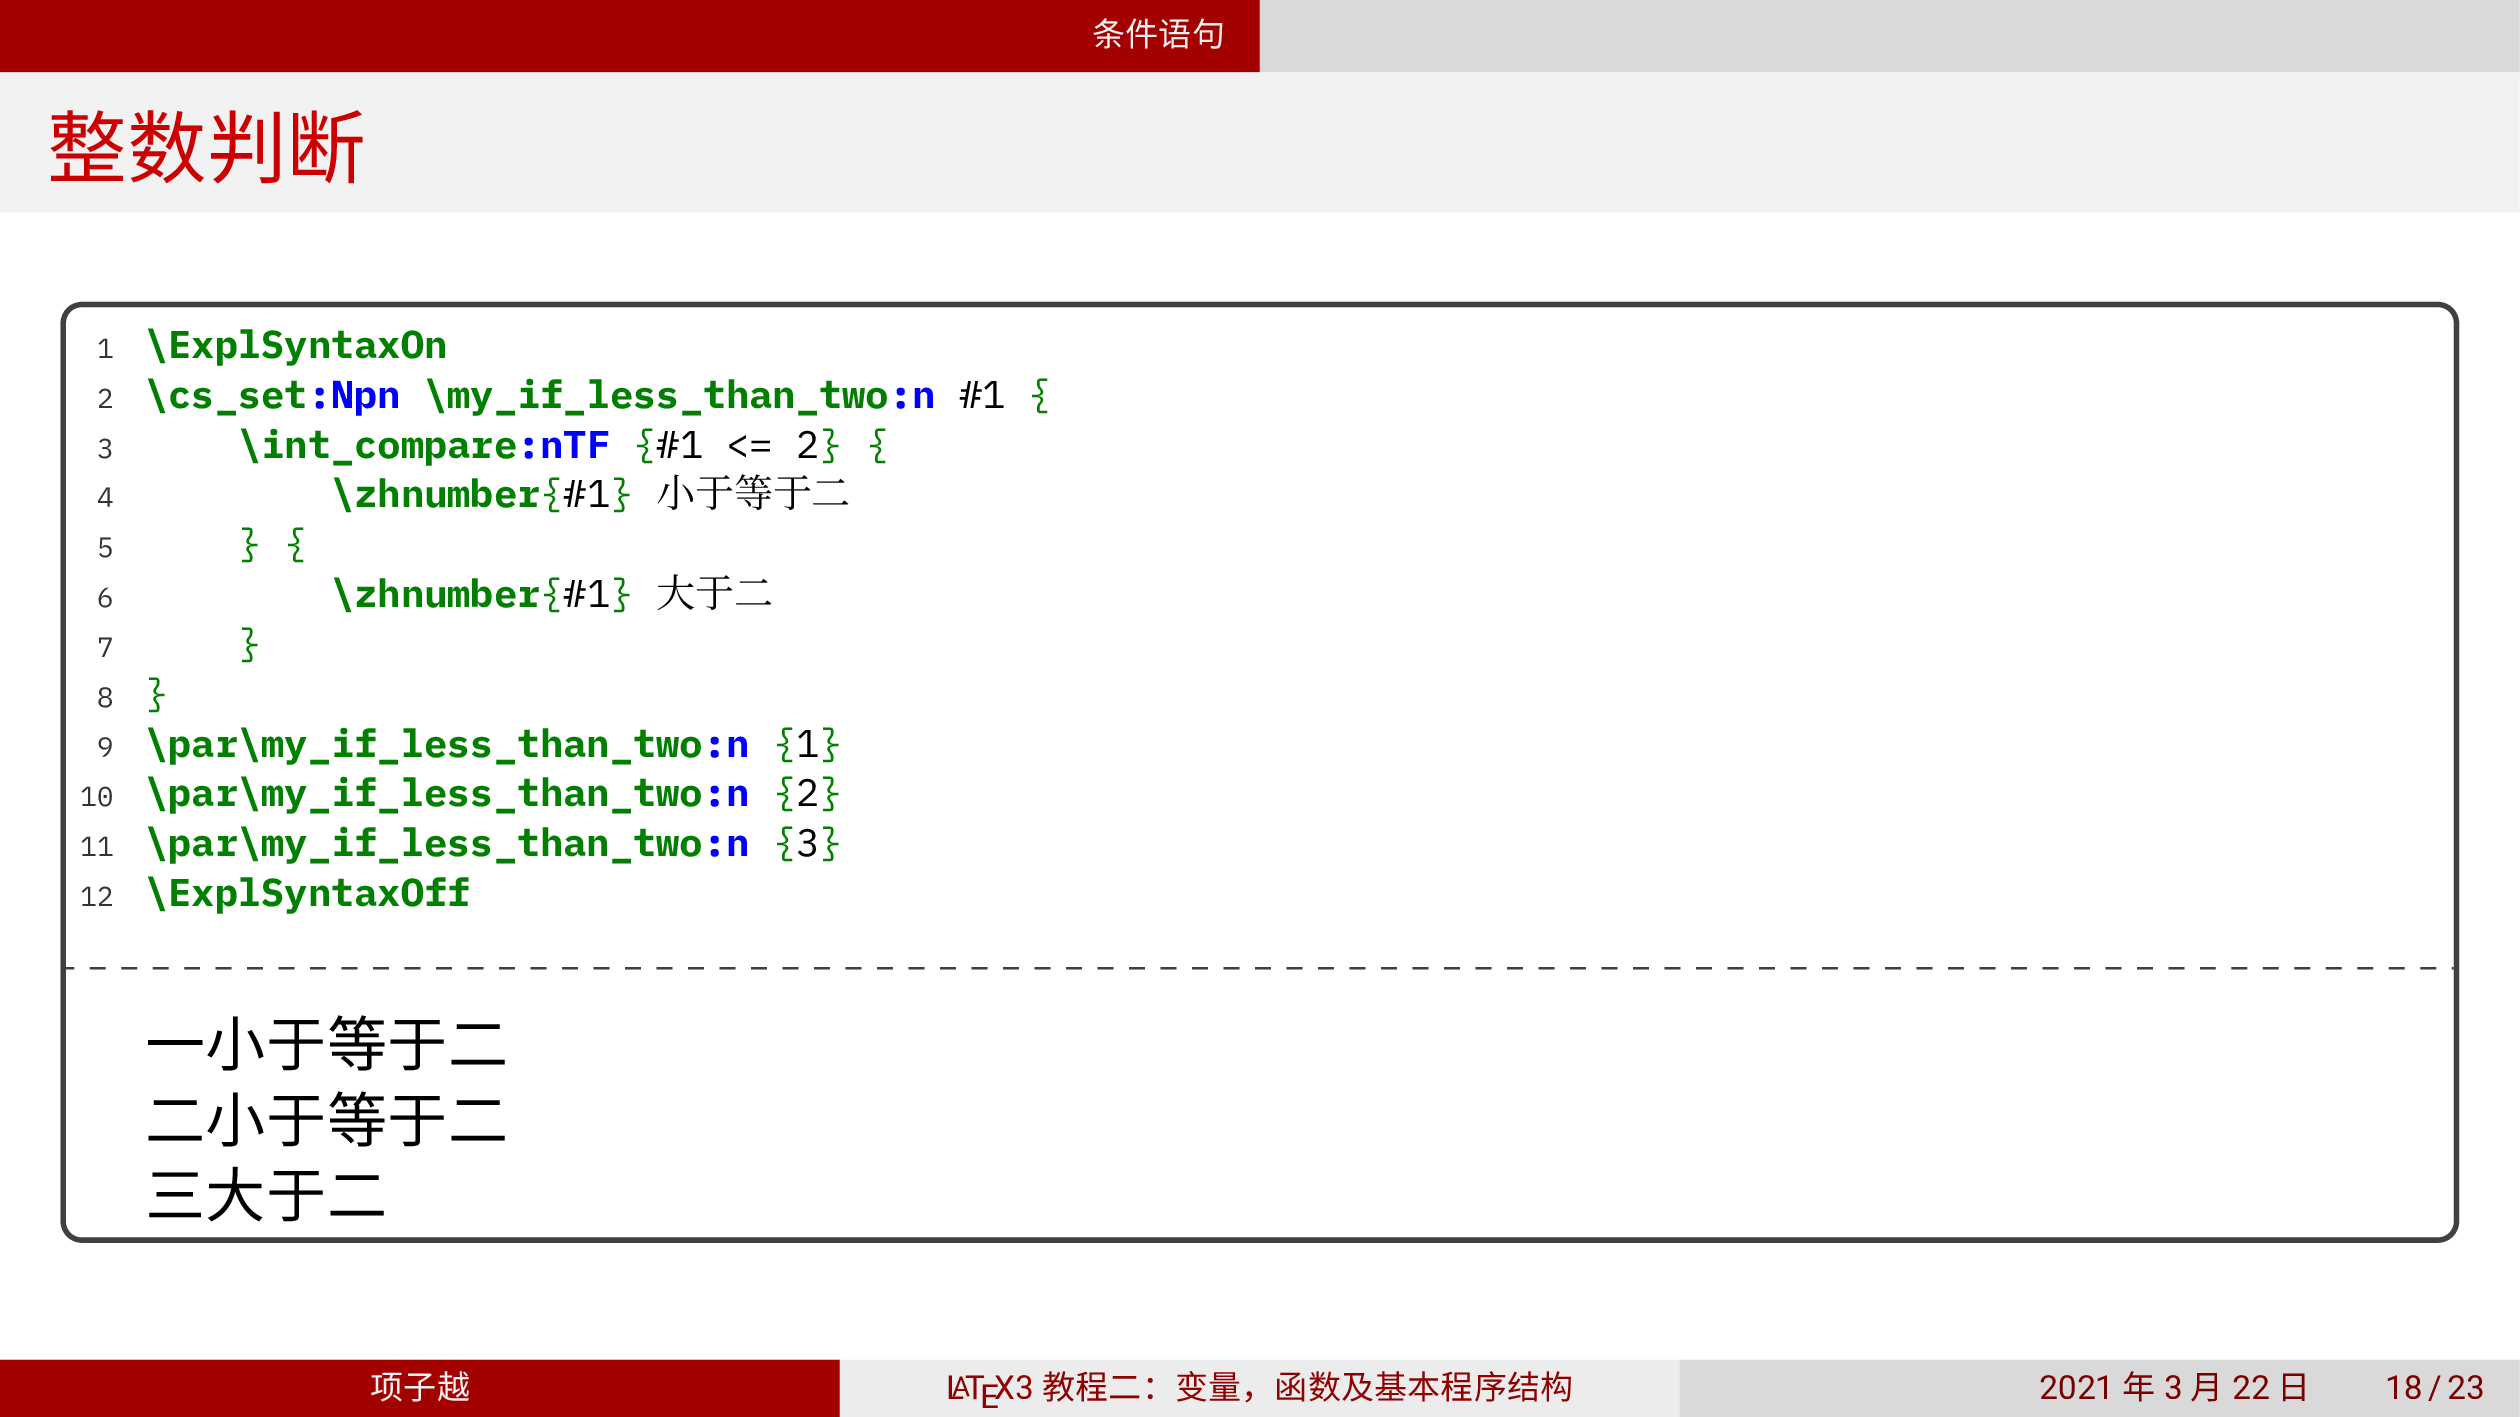 条件语句
整数判断
1 \ExplSyntaxOn
2 \cs_set:Npn \my_if_less_than_two:n #1 {
3     \int_compare:nTF {#1 <= 2} {
4         \zhnumber{#1} 小于等于二
5     } {
6         \zhnumber{#1} 大于二
7     }
8 }
9 \par\my_if_less_than_two:n {1}
10 \par\my_if_less_than_two:n {2}
11 \par\my_if_less_than_two:n {3}
12 \ExplSyntaxOff
一小于等于二
二小于等于二
三大于二
项子越 LATEX3 教程二：变量，函数及基本程序结构 2021 年 3 月 22 日 18 / 23